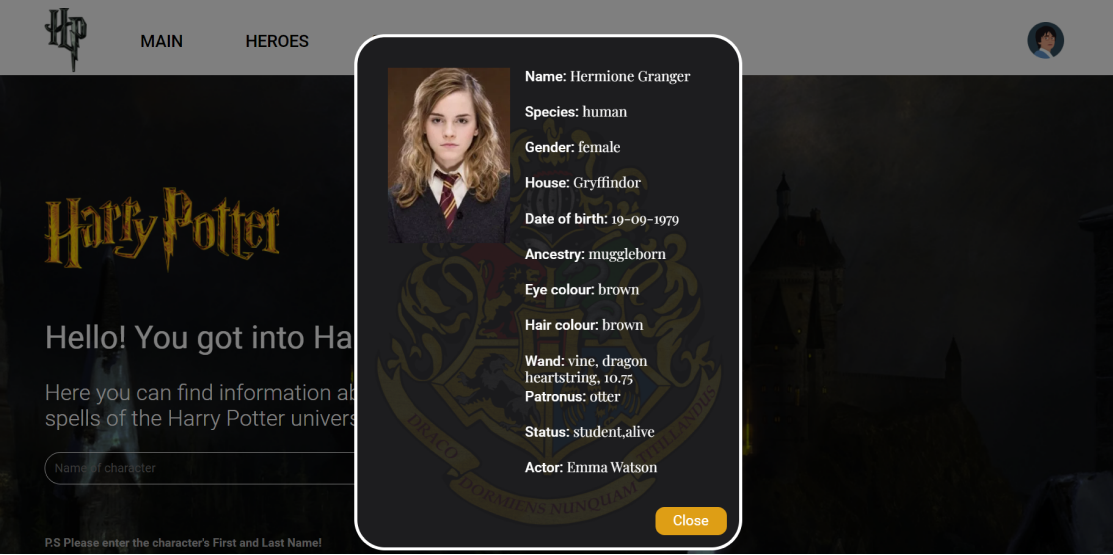 HP
MAIN
HEROES
Harry Potter
Hello! You got into Ha
Here you can find information ab
spells of the Harry Potter univers
Name of character
P.S Please enter the character's First and Last Name!
Name: Hermione Granger
Species: human
Gender: female
House: Gryffindor
Date of birth: 19-09-1979
Ancestry: muggleborn
Eye colour: brown
Hair colour: brown
Wand: vine, dragon
heartstring, 10.75
Patronus: otter
Status: student,alive
Actor: Emma Watson
DRACO
DORMIENS NUNQUAM
TITILLANDUS
Close